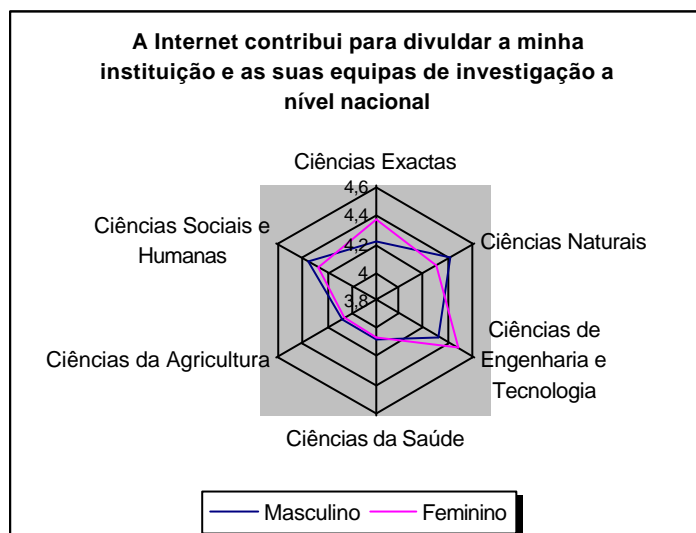 A Internet contribui para divuldar a minha
instituição e as suas equipas de investigação a
nível nacional
Ciências Exactas
4,6
4,4
4,2
4
3,8
Ciências Sociais e
Humanas
Ciências Naturais
Ciências da Agricultura
Ciências de
Engenharia e
Tecnologia
Ciências da Saúde
Masculino
Feminino